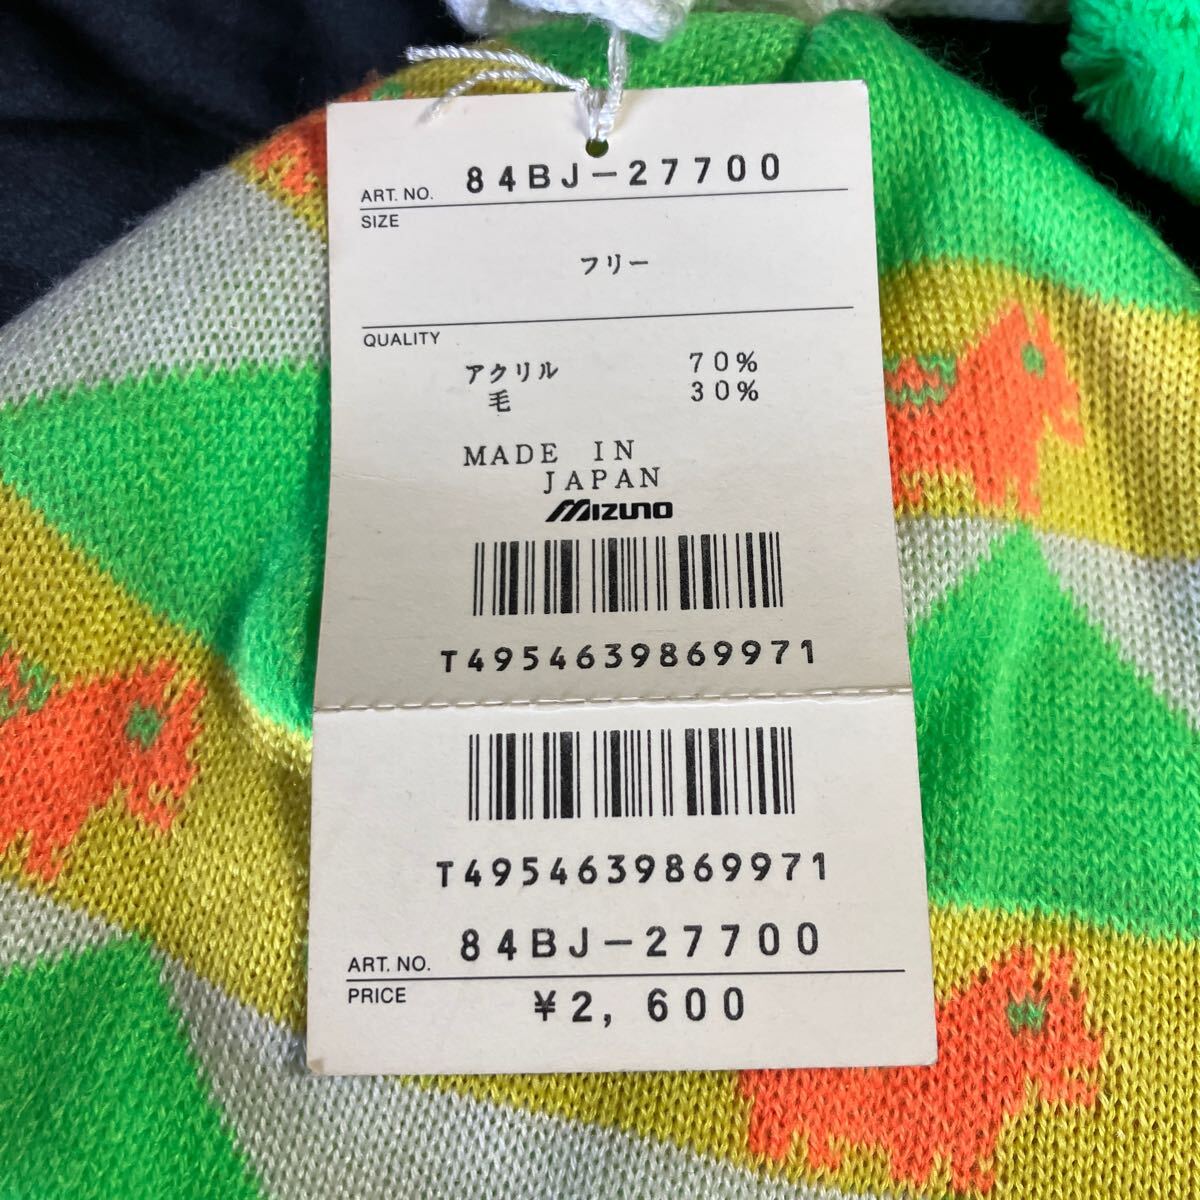 ART. NO. 84BJ-27700
SIZE
フリー
QUALITY
アクリル 70%
毛 30%
MADE IN
JAPAN
MIZUNO
T4954639869971
T4954639869971
ART. NO. 84BJ-27700
PRICE ¥2,600